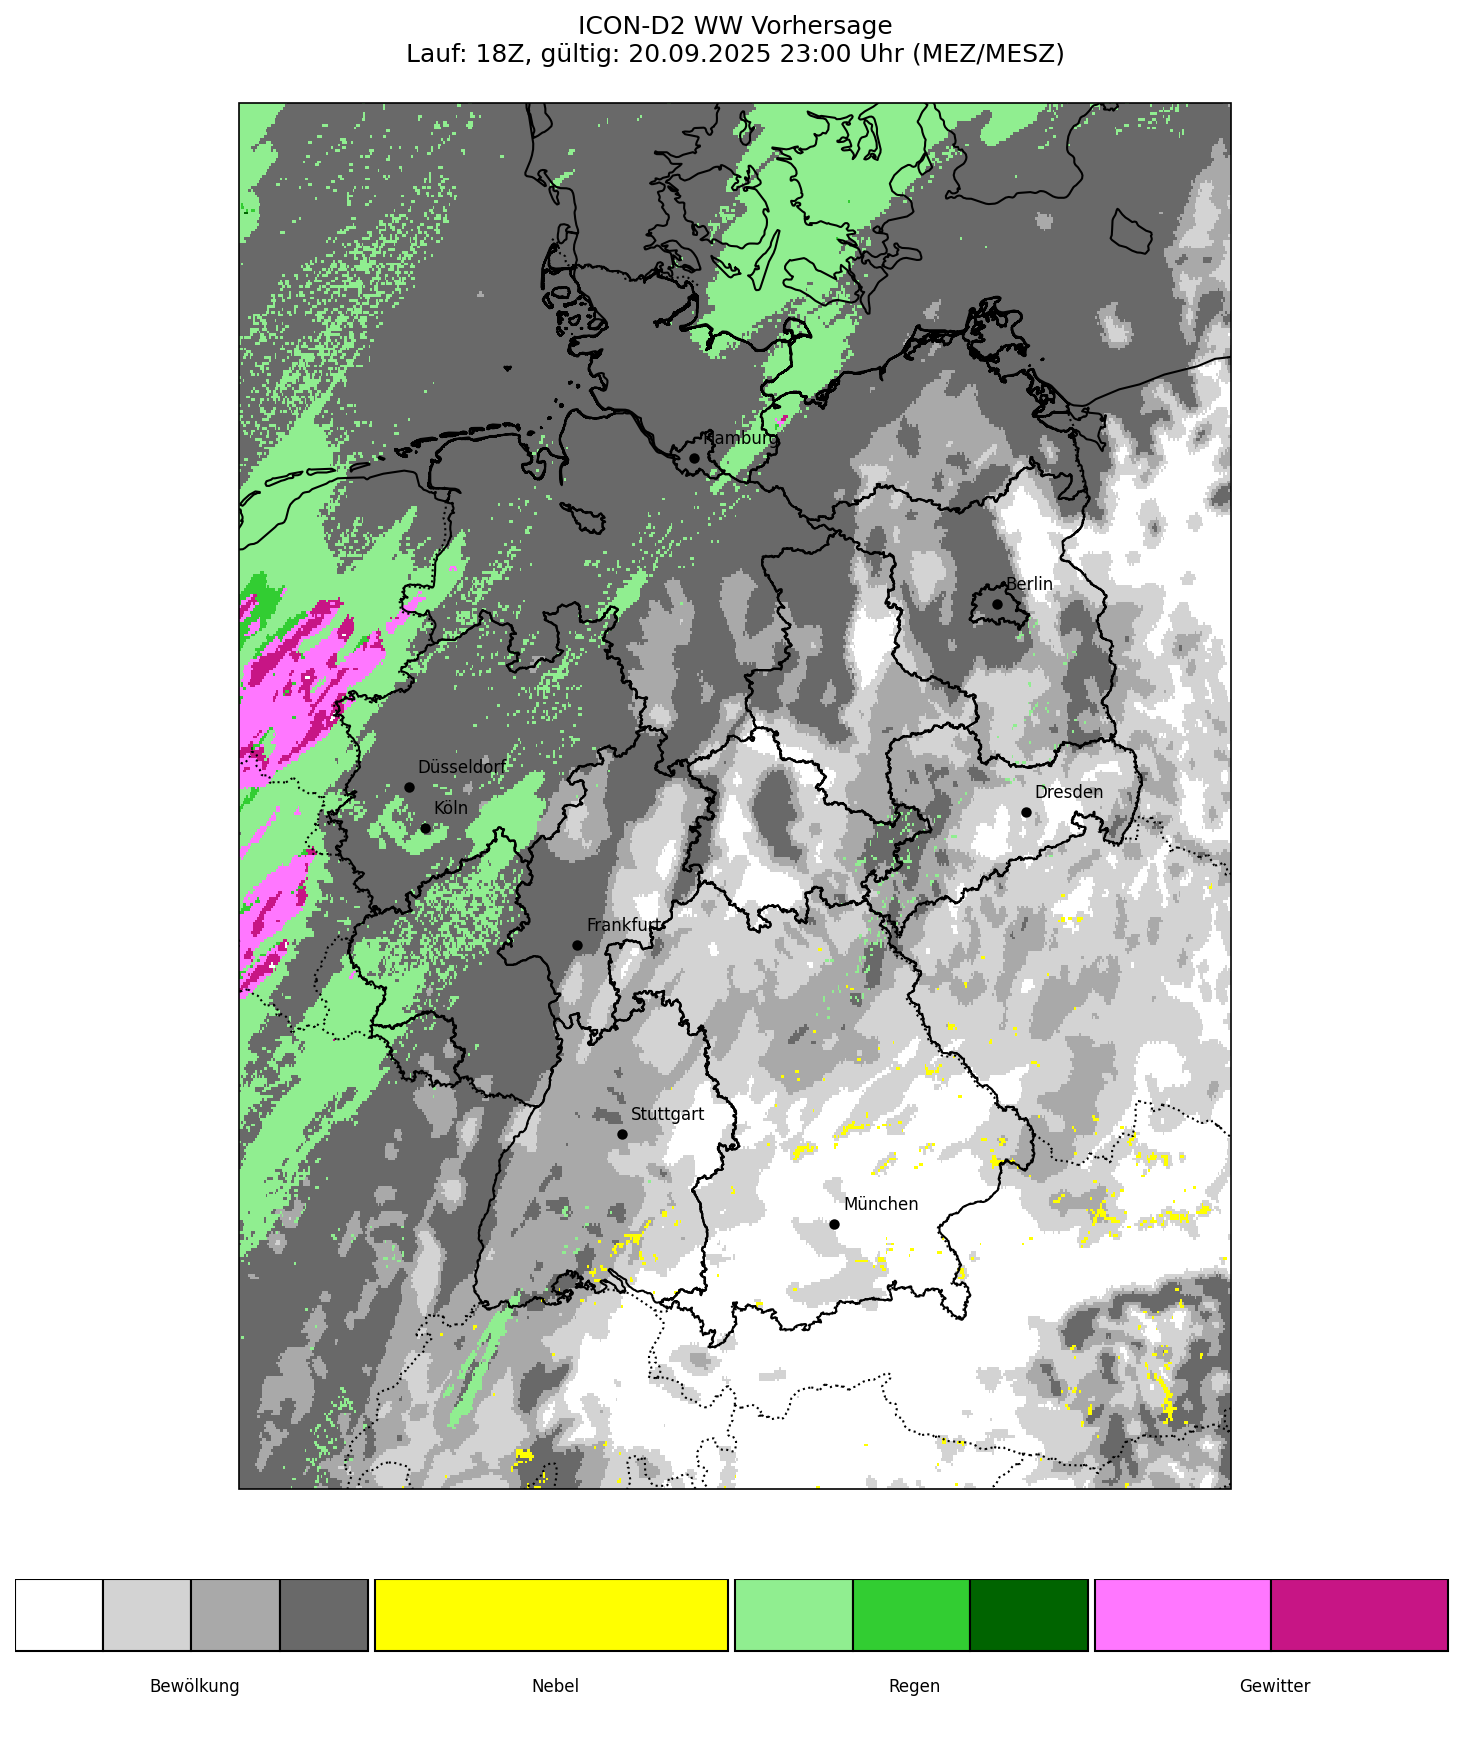 ICON-D2 WW Vorhersage
Lauf: 18Z, gültig: 20.09.2025 23:00 Uhr (MEZ/MESZ)
Hamburg
Berlin
Düsseldorf
Köln
Dresden
Frankfurt
Stuttgart
München
Bewölkung
Nebel
Regen
Gewitter